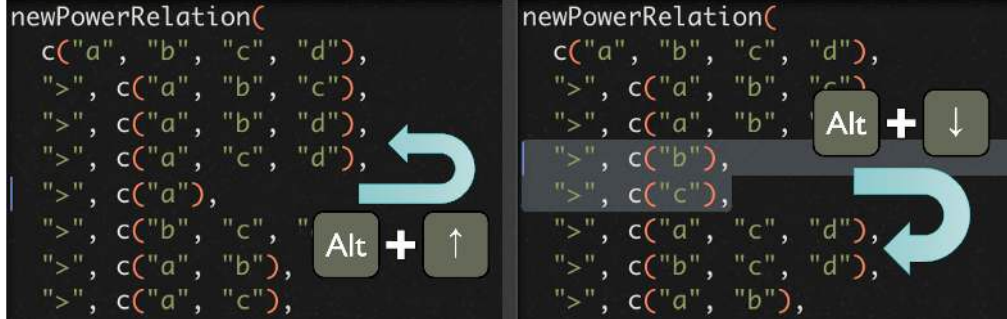 newPowerRelation(
c("a", "b", "c", "d"),
">", c("a", "b", "c"),
">", c("a", "b", "d"),
">", c("a", "c", "d"),
">", c("a"),
">", c("b", "c", "
">", c("a", "b"),
">", c("a", "c"),
Alt + ↑
newPowerRelation(
c("a", "b", "c", "d"),
">", c("a", "b", "c")
">", c("a", "b",
">", c("b"),
">", c("c"),
">", c("a", "c", "d"),
">", c("b", "c", "d"),
">", c("a", "b"),
Alt + ↓